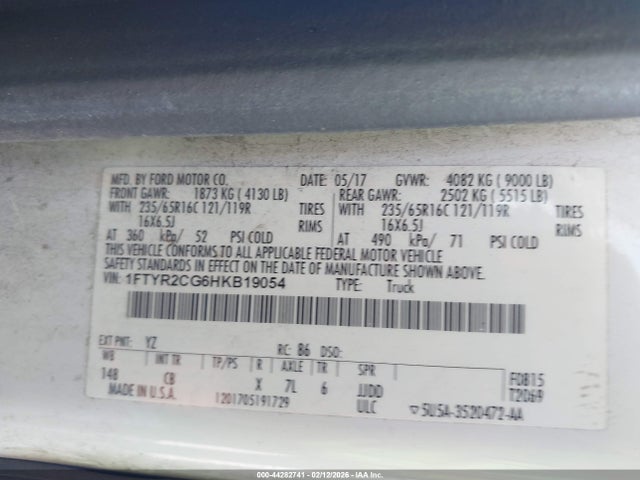 MFD. BY FORD MOTOR CO. DATE: 05/17 GVWR: 4082 KG ( 9000 LB)
FRONT GAWR: 1873 KG ( 4130 LB) REAR GAWR: 2502 KG ( 5515 LB)
WITH 235/65R16C 121/119R TIRES WITH 235/65R16C 121/119R TIRES
16X6.5J RIMS 16X6.5J RIMS
AT 360 kPa/ 52 PSI COLD AT 490 kPa/ 71 PSI COLD
THIS VEHICLE CONFORMS TO ALL APPLICABLE FEDERAL MOTOR VEHICLE
SAFETY STANDARDS IN EFFECT ON THE DATE OF MANUFACTURE SHOWN ABOVE.
VIN: 1FTYR2CG6HKB19054 TYPE: Truck
EXT PNT: YZ RC: 86 DSO:
WB INT TR TP/PS R AXLE TR SPR F0815
148 CB X 7L 6 JJDD T2069
MADE IN U.S.A. 1201705191729 ULC ▽5U5A-3520472-AA
000-44282741 - 02/12/2026 - IAAC